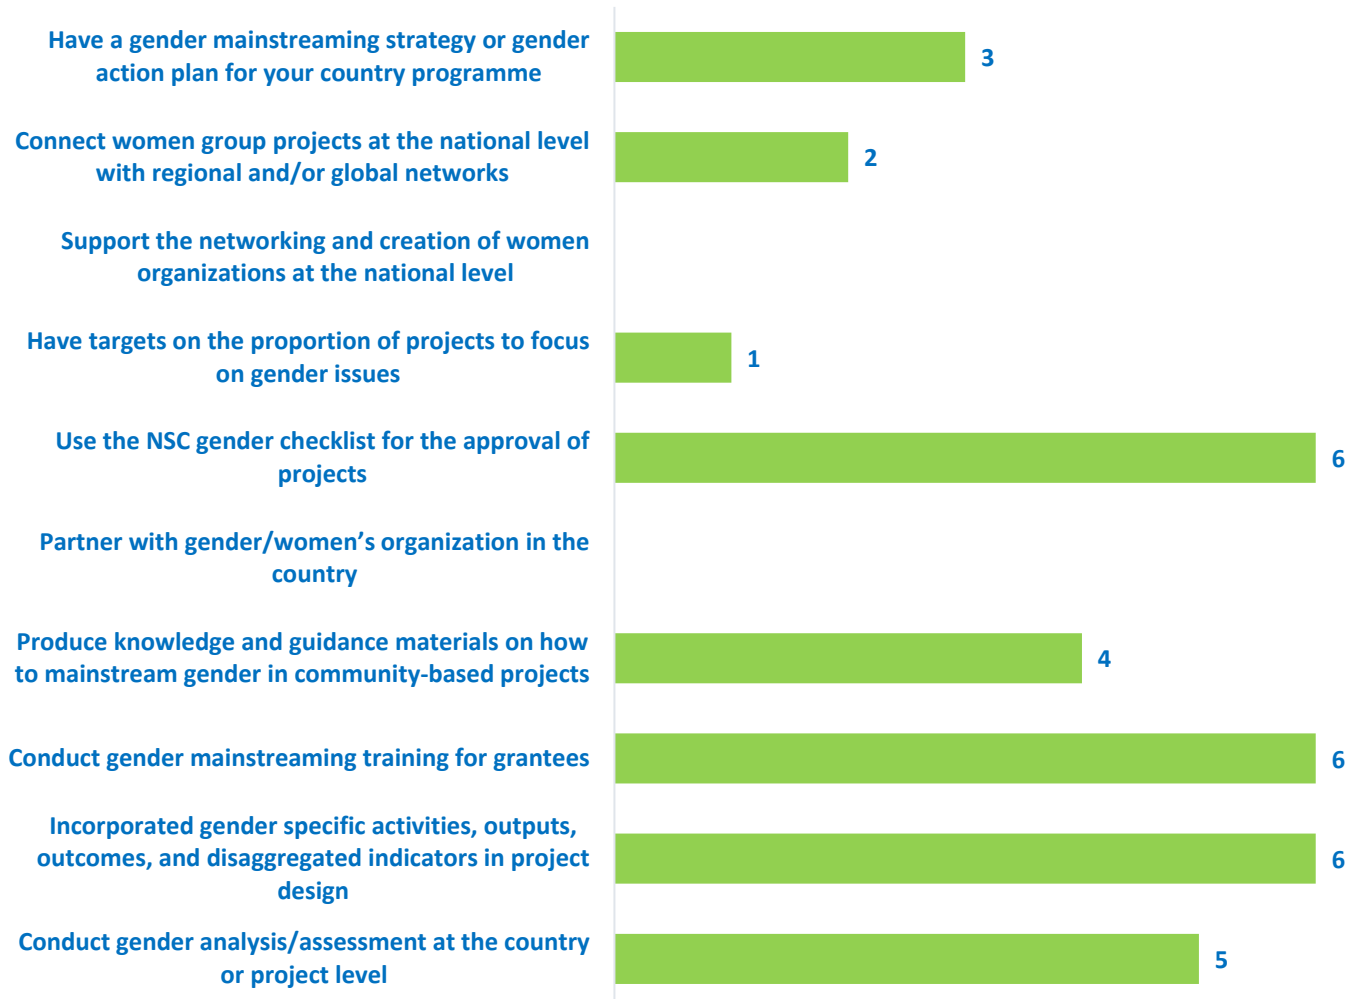 Have a gender mainstreaming strategy or gender
action plan for your country programme
3
Connect women group projects at the national level
with regional and/or global networks
2
Support the networking and creation of women
organizations at the national level
Have targets on the proportion of projects to focus
on gender issues
1
Use the NSC gender checklist for the approval of
projects
6
Partner with gender/women’s organization in the
country
Produce knowledge and guidance materials on how
to mainstream gender in community-based projects
4
Conduct gender mainstreaming training for grantees
6
Incorporated gender specific activities, outputs,
outcomes, and disaggregated indicators in project
design
6
Conduct gender analysis/assessment at the country
or project level
5